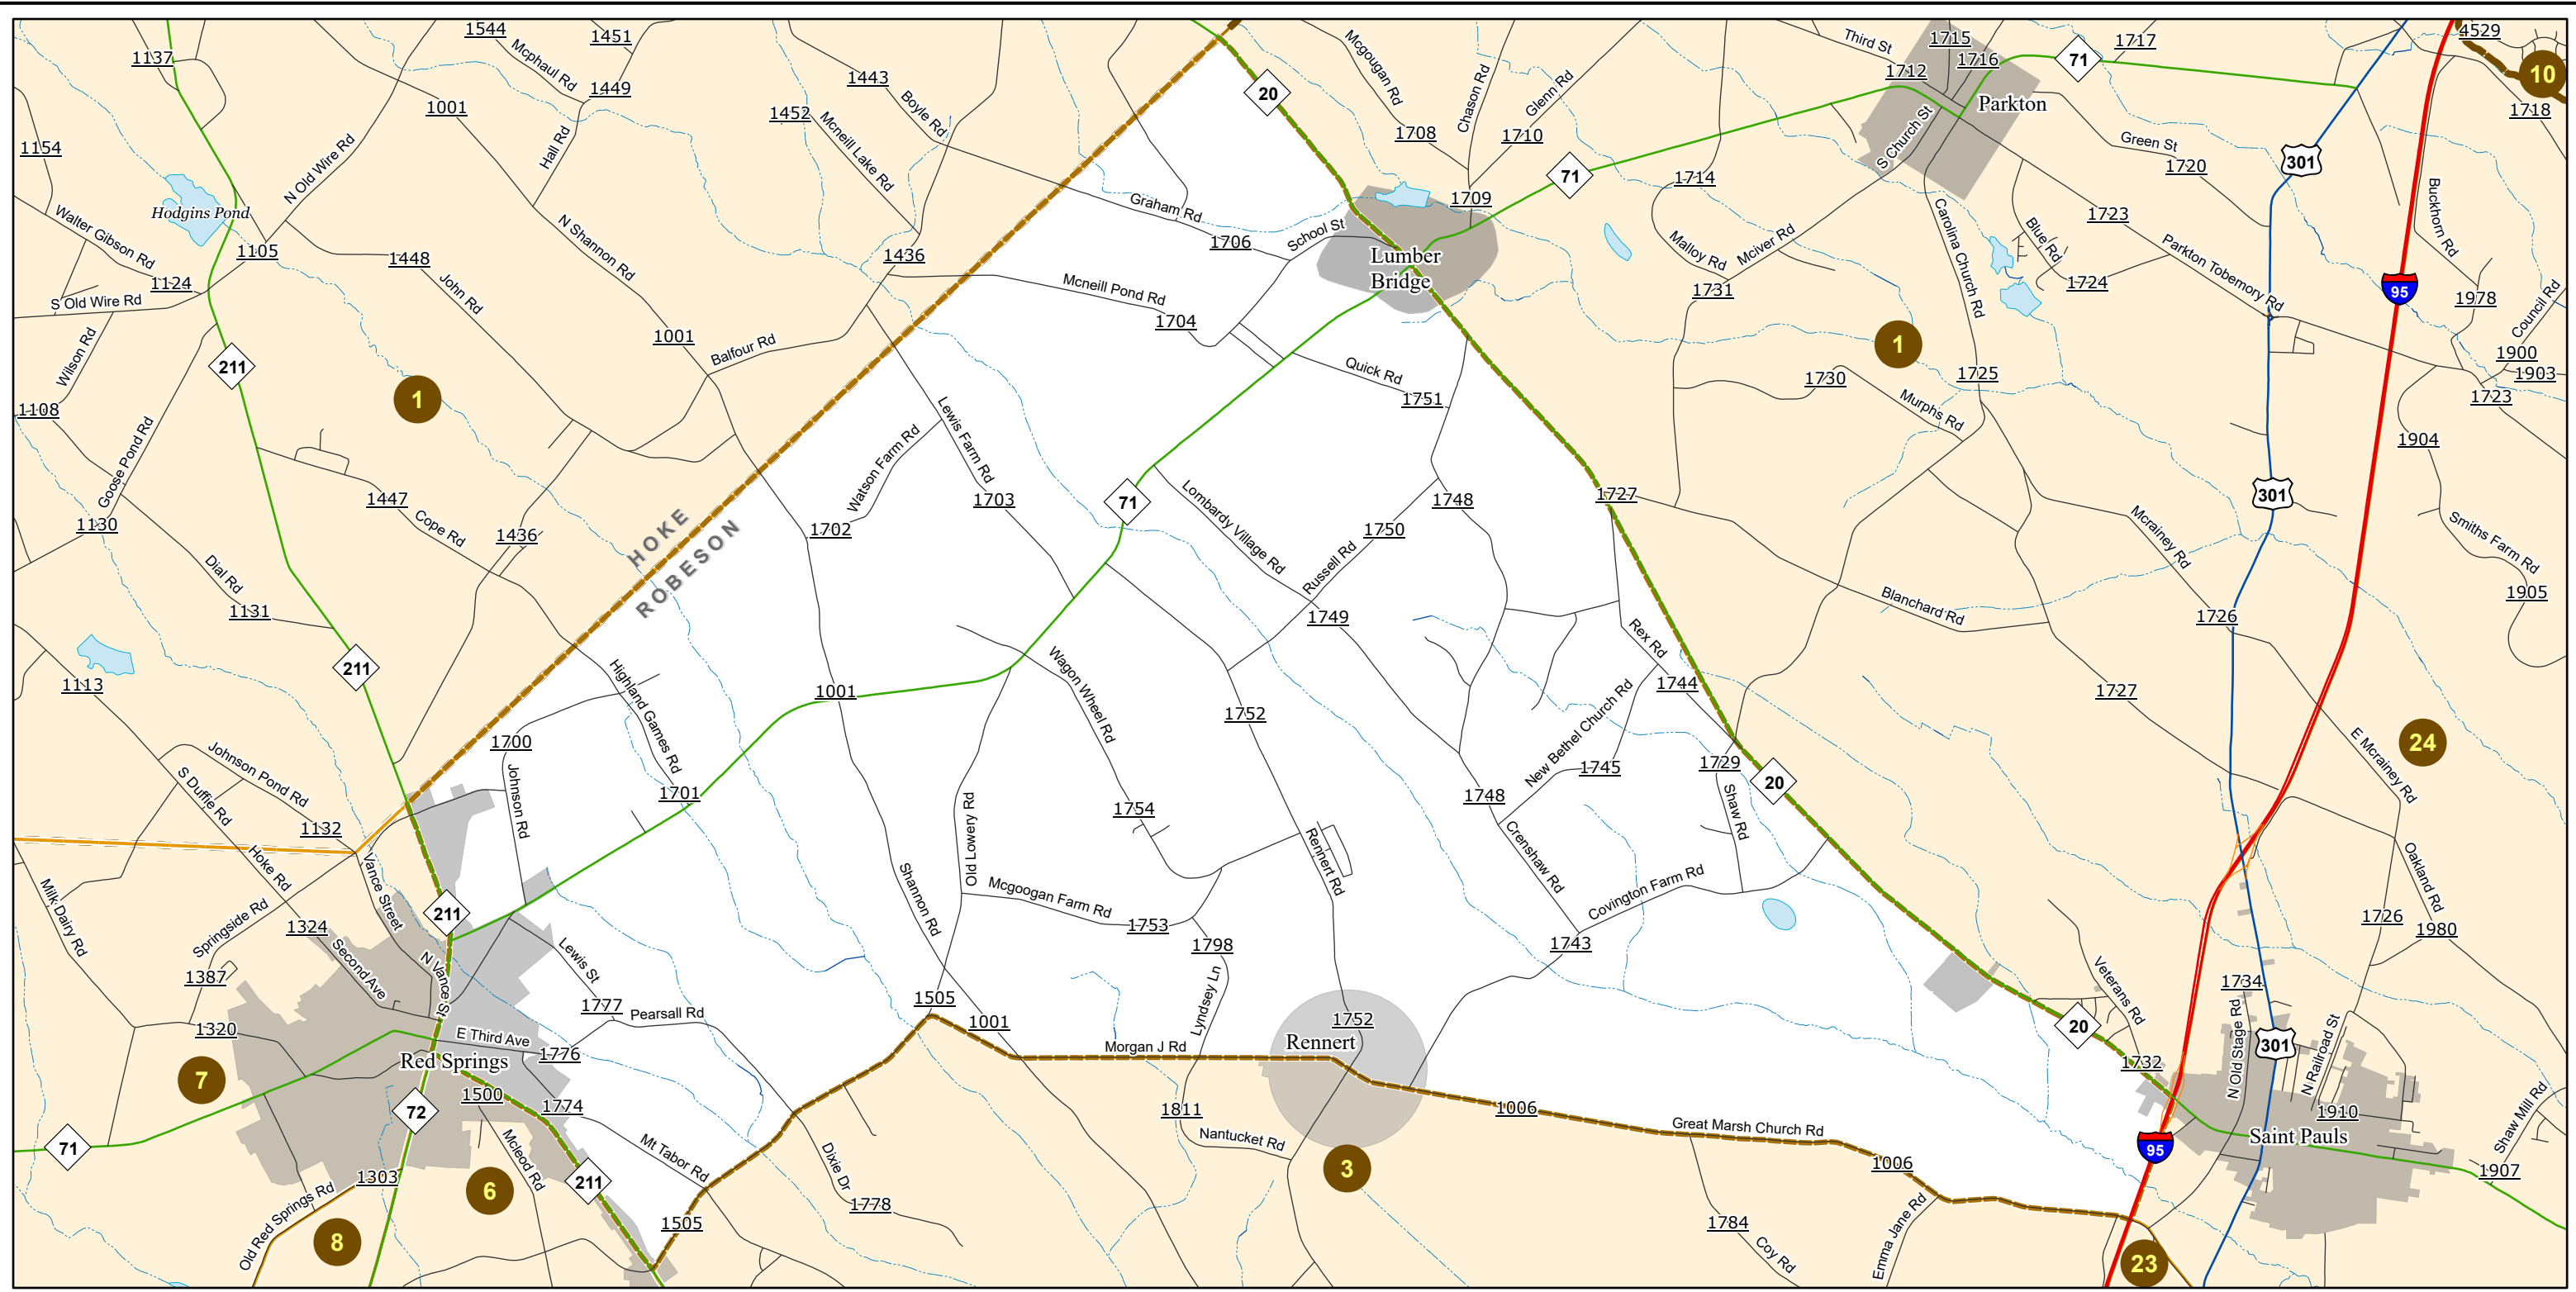 1544
1451
1137
Mcphaul Rd
1449
1001
1154
Hall Rd
N Old Wire Rd
Hodgins Pond
Walter Gibson Rd
1105
1124
S Old Wire Rd
1448
John Rd
N Shannon Rd
1001
Wilson Rd
211
1108
1
Goose Pond Rd
1130
1447
Cope Rd
1436
Dial Rd
1131
211
1113
1443
Boyle Rd
1452
Mcneill Lake Rd
1436
Balfour Rd
HOKE
ROBESON
20
Mcgougan Rd
Chason Rd
Glenn Rd
1708
1710
1709
71
Graham Rd
1706
School St
Lumber
Bridge
Mcneill Pond Rd
1704
Quick Rd
1751
Third St
1715
1716
1712
Parkton
71
1717
S Church St
1714
Malloy Rd
Mciver Rd
1731
Carolina Church Rd
Blue Rd
1724
Green St
1720
1723
Parkton Tobemory Rd
301
4529
10
1718
Buckhorn Rd
95
1978
Council Rd
1900
1903
1723
1
1730
1725
Murphs Rd
1904
301
Smiths Farm Rd
1905
Mcrainey Rd
1726
1727
Blanchard Rd
1727
24
E Mcrainey Rd
Oakland Rd
1726
1980
Lewis Farm Rd
Watson Farm Rd
1703
1702
71
Lombardy Village Rd
1748
1750
Russell Rd
1749
Rex Rd
1744
New Bethel Church Rd
1745
1729
20
Shaw Rd
1748
Crenshaw Rd
Covington Farm Rd
1743
1752
Rennert Rd
Wagon Wheel Rd
1754
1001
Highland Games Rd
1700
Johnson Rd
1701
Old Lowery Rd
Shannon Rd
Mcgoogan Farm Rd
1753
1798
Lyndsey Ln
Johnson Pond Rd
S Duffie Rd
1132
Hoke Rd
Vance Street
Milk Dairy Rd
Springside Rd
1324
Second Ave
211
N Vance St
1387
1320
Lewis St
1777
Pearsall Rd
E Third Ave
1776
Red Springs
7
1500
1774
72
71
Mcleod Rd
Mt Tabor Rd
1303
6
211
Old Red Springs Rd
8
1505
1505
1001
Dixie Dr
1778
Morgan J Rd
1752
Rennert
1811
Nantucket Rd
3
1006
Great Marsh Church Rd
1006
1784
Coy Rd
Emma Jane Rd
Veterans Rd
20
1732
1734
N Old Stage Rd
301
N Railroad St
1910
Saint Pauls
95
Shaw Mill Rd
1907
23